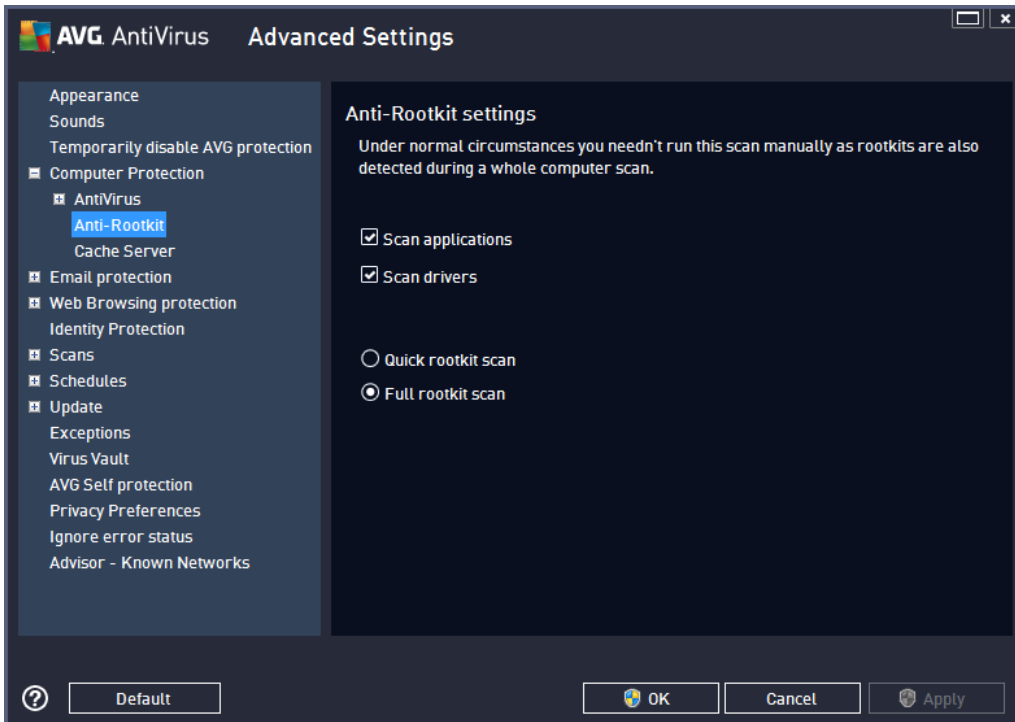 AVG. AntiVirus Advanced Settings
Appearance
Sounds
Temporarily disable AVG protection
Computer Protection
AntiVirus
Anti-Rootkit
Cache Server
Email protection
Web Browsing protection
Identity Protection
Scans
Schedules
Update
Exceptions
Virus Vault
AVG Self protection
Privacy Preferences
Ignore error status
Advisor - Known Networks
Anti-Rootkit settings
Under normal circumstances you needn't run this scan manually as rootkits are also
detected during a whole computer scan.
Scan applications
Scan drivers
Quick rootkit scan
Full rootkit scan
Default
OK
Cancel
Apply